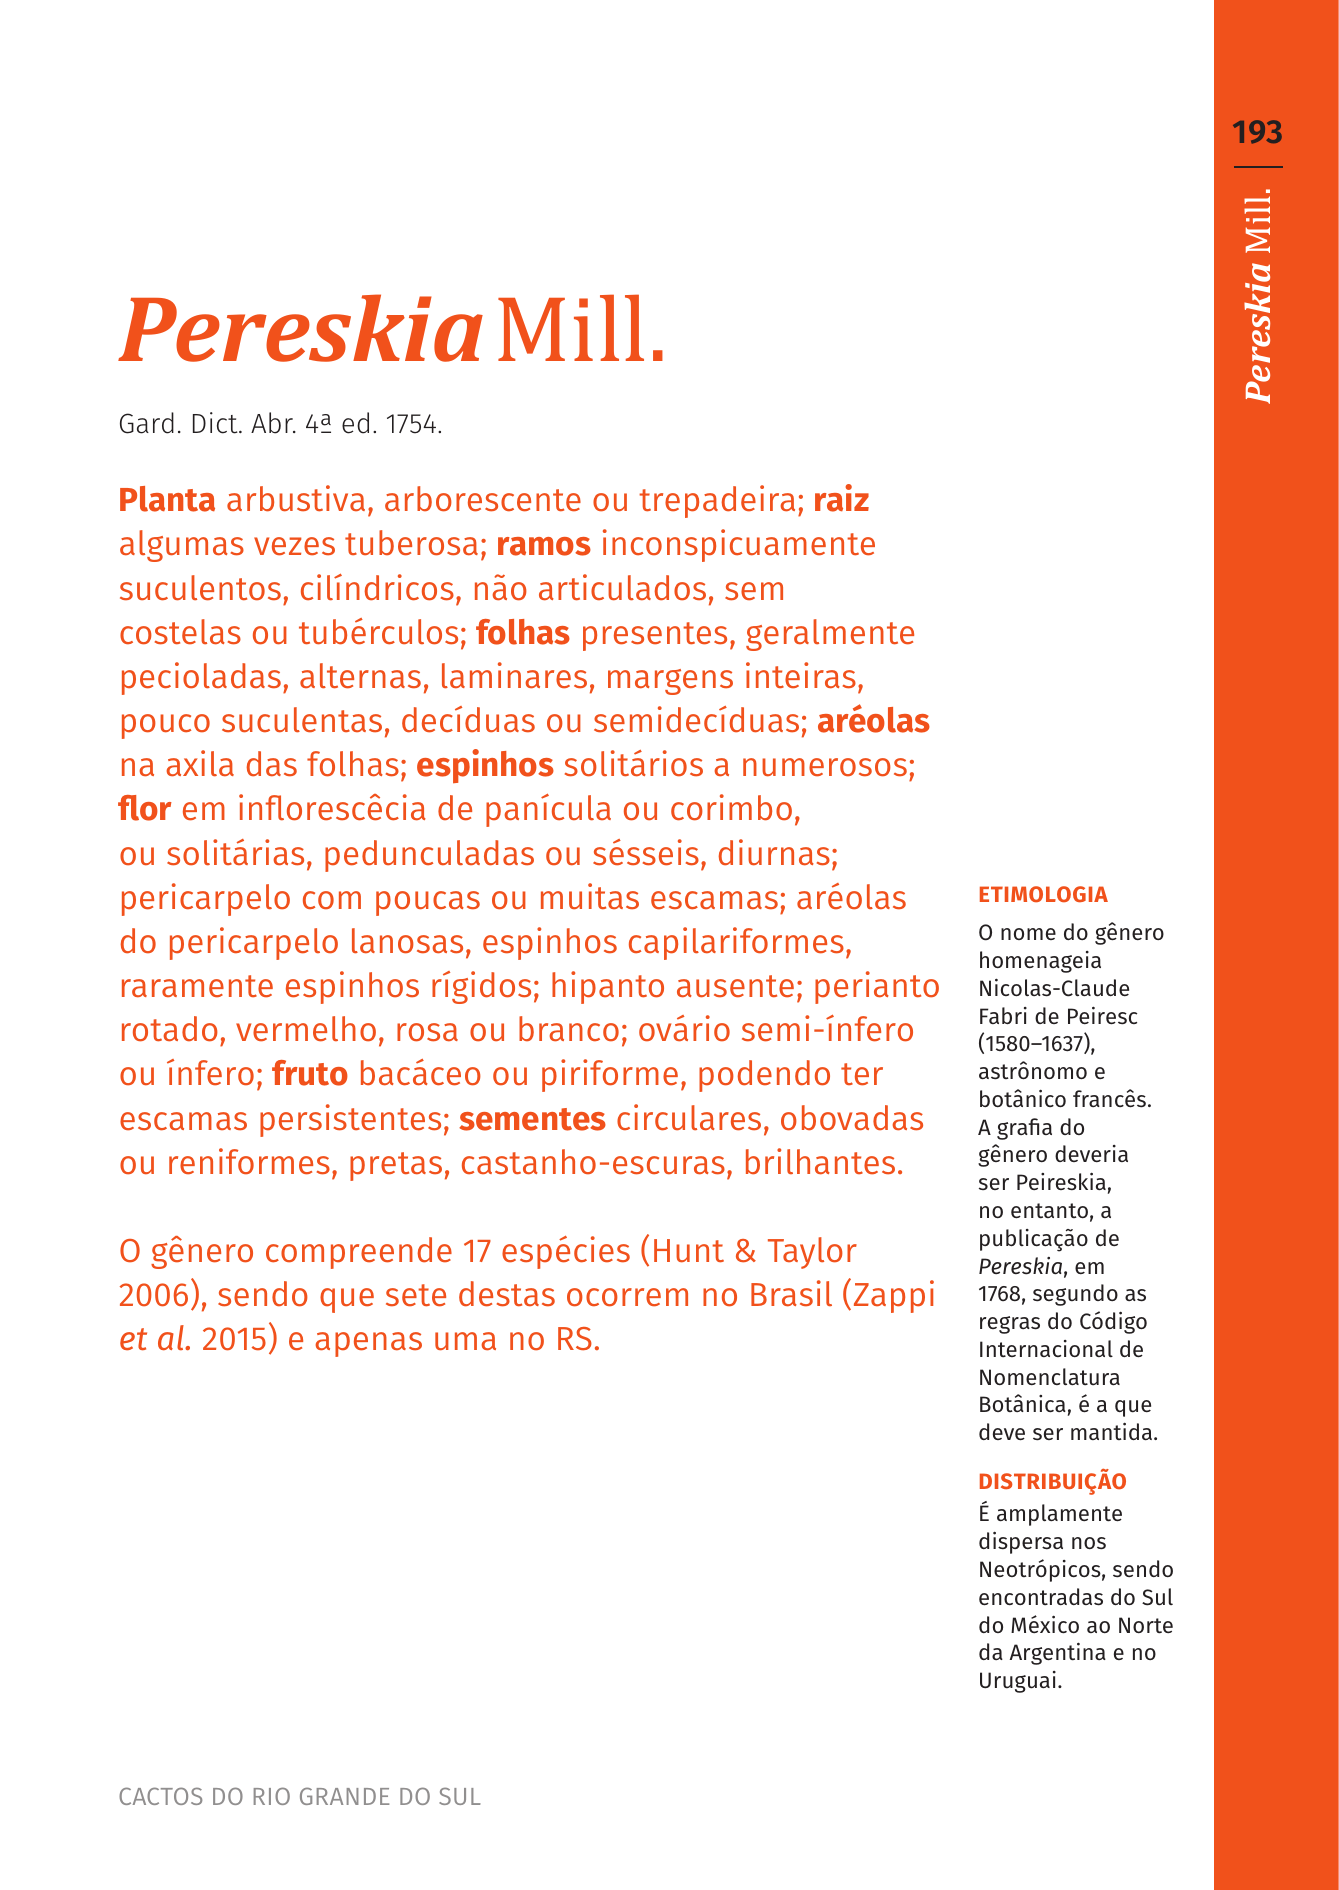 193
Pereskia Mill.
Pereskia Mill.
Gard. Dict. Abr. 4ª ed. 1754.
Planta arbustiva, arborescente ou trepadeira; raiz
algumas vezes tuberosa; ramos inconspicuamente
suculentos, cilíndricos, não articulados, sem
costelas ou tubérculos; folhas presentes, geralmente
pecioladas, alternas, laminares, margens inteiras,
pouco suculentas, decíduas ou semidecíduas; aréolas
na axila das folhas; espinhos solitários a numerosos;
flor em inflorescêcia de panícula ou corimbo,
ou solitárias, pedunculadas ou sésseis, diurnas;
pericarpelo com poucas ou muitas escamas; aréolas
do pericarpelo lanosas, espinhos capilariformes,
raramente espinhos rígidos; hipanto ausente; perianto
rotado, vermelho, rosa ou branco; ovário semi-ínfero
ou ínfero; fruto bacáceo ou piriforme, podendo ter
escamas persistentes; sementes circulares, obovadas
ou reniformes, pretas, castanho-escuras, brilhantes.
O gênero compreende 17 espécies (Hunt & Taylor
2006), sendo que sete destas ocorrem no Brasil (Zappi
et al. 2015) e apenas uma no RS.
ETIMOLOGIA
O nome do gênero
homenageia
Nicolas-Claude
Fabri de Peiresc
(1580–1637),
astrônomo e
botânico francês.
A grafia do
gênero deveria
ser Peireskia,
no entanto, a
publicação de
Pereskia, em
1768, segundo as
regras do Código
Internacional de
Nomenclatura
Botânica, é a que
deve ser mantida.
DISTRIBUIÇÃO
É amplamente
dispersa nos
Neotrópicos, sendo
encontradas do Sul
do México ao Norte
da Argentina e no
Uruguai.
CACTOS DO RIO GRANDE DO SUL